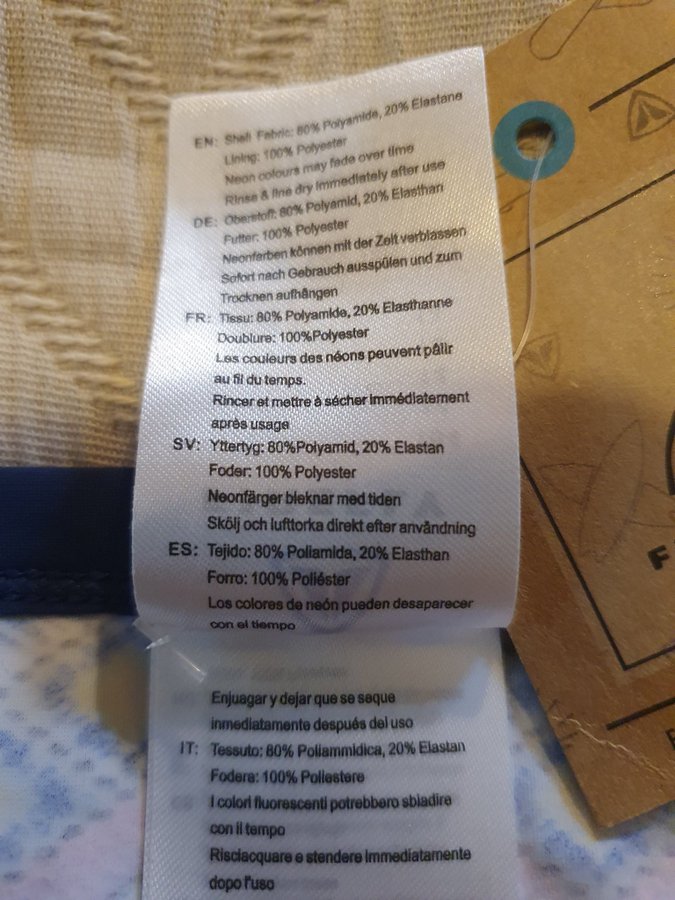 EN: Shell Fabric: 80% Polyamide, 20% Elastane
Lining: 100% Polyester
Neon colours may fade over time
Rinse & line dry immediately after use
DE: Oberstoff: 80% Polyamid, 20% Elasthan
Futter: 100% Polyester
Neonfarben können mit der Zeit verblassen
Sofort nach Gebrauch ausspülen und zum
Trocknen aufhängen
FR: Tissu: 80% Polyamide, 20% Elasthanne
Doublure: 100%Polyester
Les couleurs des néons peuvent pâlir
au fil du temps.
Rincer et mettre à sécher immédiatement
après usage
SV: Yttertyg: 80%Polyamid, 20% Elastan
Foder: 100% Polyester
Neonfärger bleknar med tiden
Skölj och lufttorka direkt efter användning
ES: Tejido: 80% Poliamida, 20% Elasthan
Forro: 100% Poliéster
Los colores de neón pueden desaparecer
con el tiempo
Enjuagar y dejar que se seque
inmediatamente después del uso
IT: Tessuto: 80% Poliammidica, 20% Elastan
Fodera: 100% Poliestere
I colori fluorescenti potrebbero sbiadire
con il tempo
Risciacquare e stendere immediatamente
dopo l'uso
F